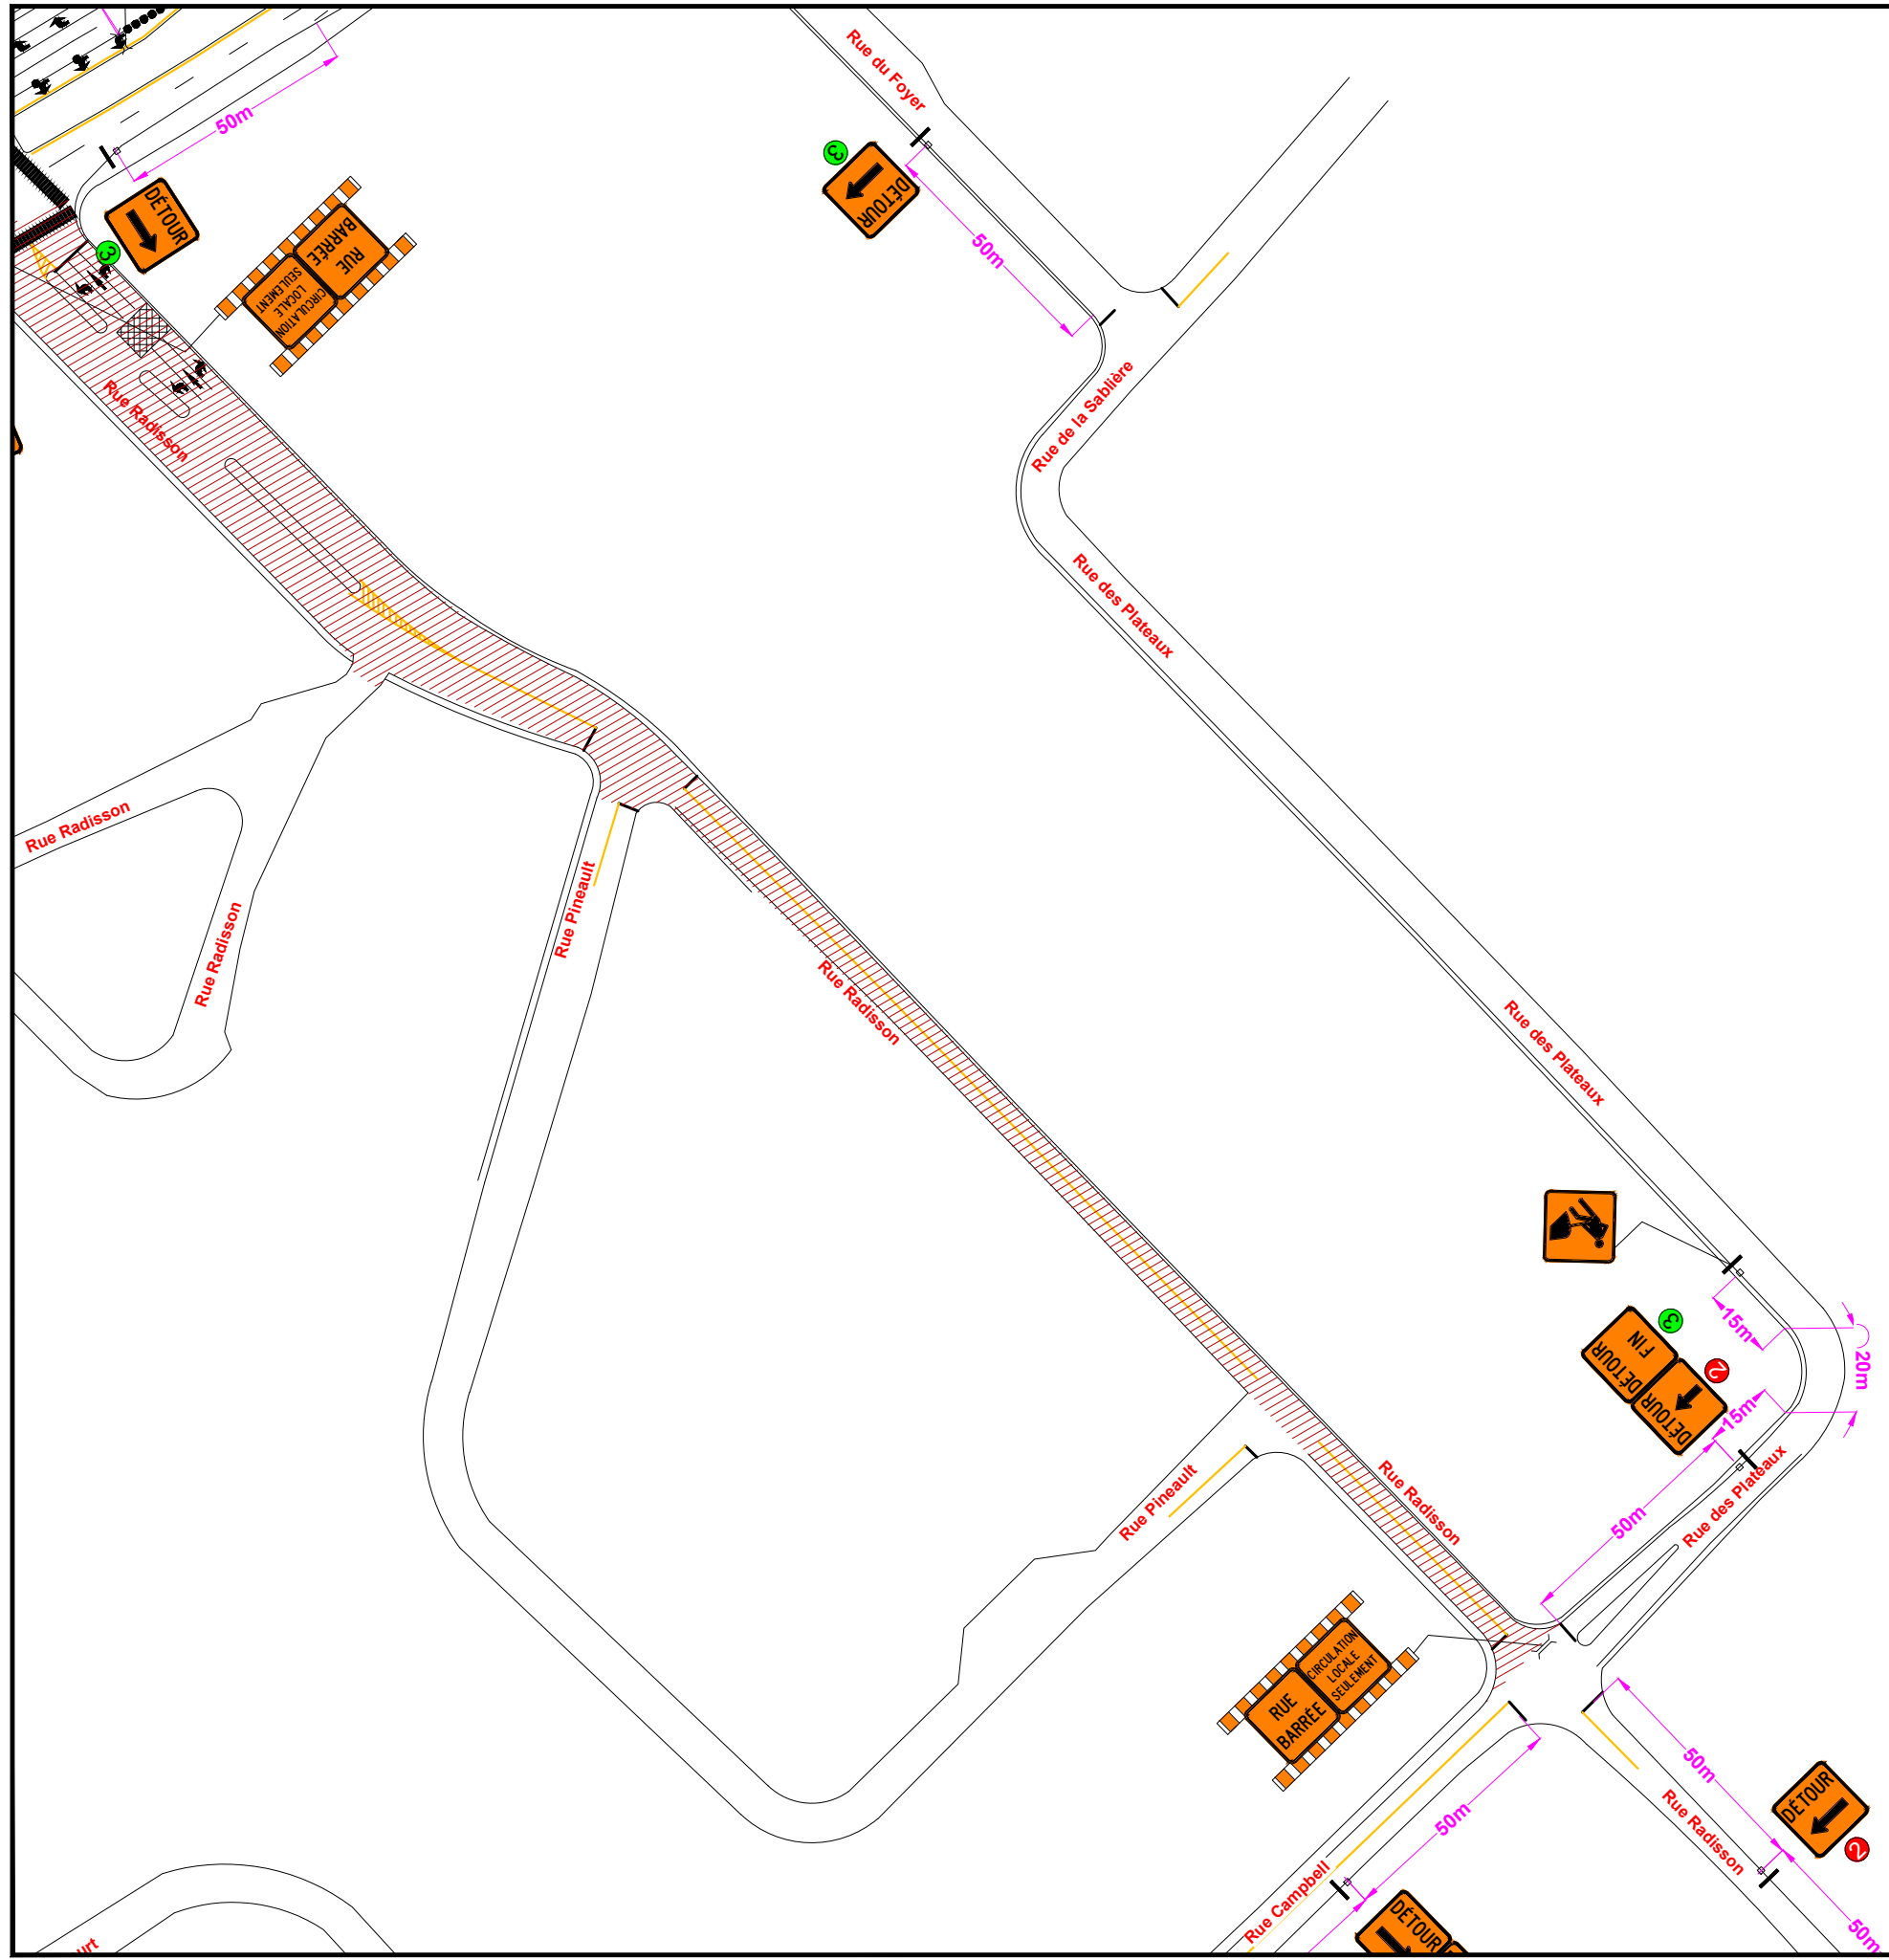 50m
Rue du Foyer
3
DÉTOUR
DÉTOUR
3
RUE
BARRÉE
CIRCULATION
LOCALE
SEULEMENT
50m
Rue de la Sablière
Rue Radisson
Rue des Plateaux
Rue Radisson
Rue Pineault
Rue Radisson
Rue Radisson
Rue des Plateaux
15m
20m
3
FIN
DÉTOUR
2
DÉTOUR
15m
50m
Rue des Plateaux
Rue Radisson
Rue Pineault
CIRCULATION
LOCALE
SEULEMENT
RUE
BARRÉE
50m
DÉTOUR
2
Rue Radisson
50m
50m
Rue Campbell
DÉTOUR
urt